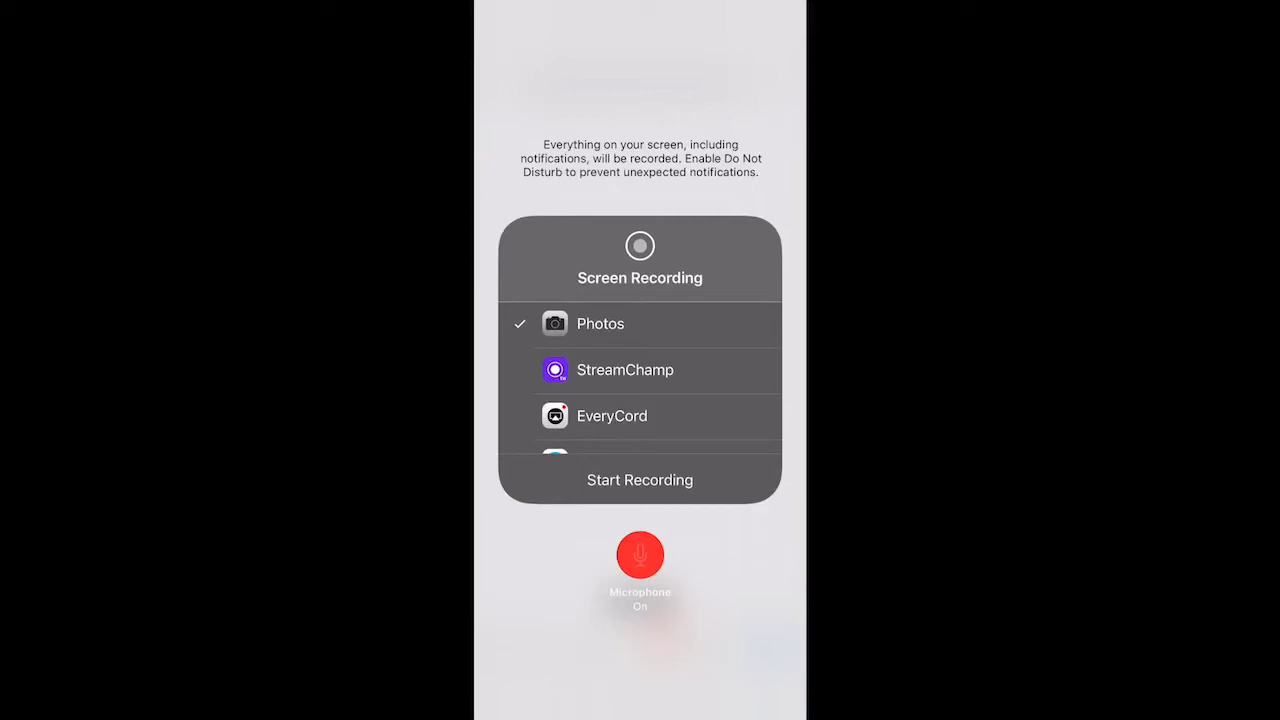 Everything on your screen, including
notifications, will be recorded. Enable Do Not
Disturb to prevent unexpected notifications.
Screen Recording
Photos
StreamChamp
EveryCord
Start Recording
Microphone
On